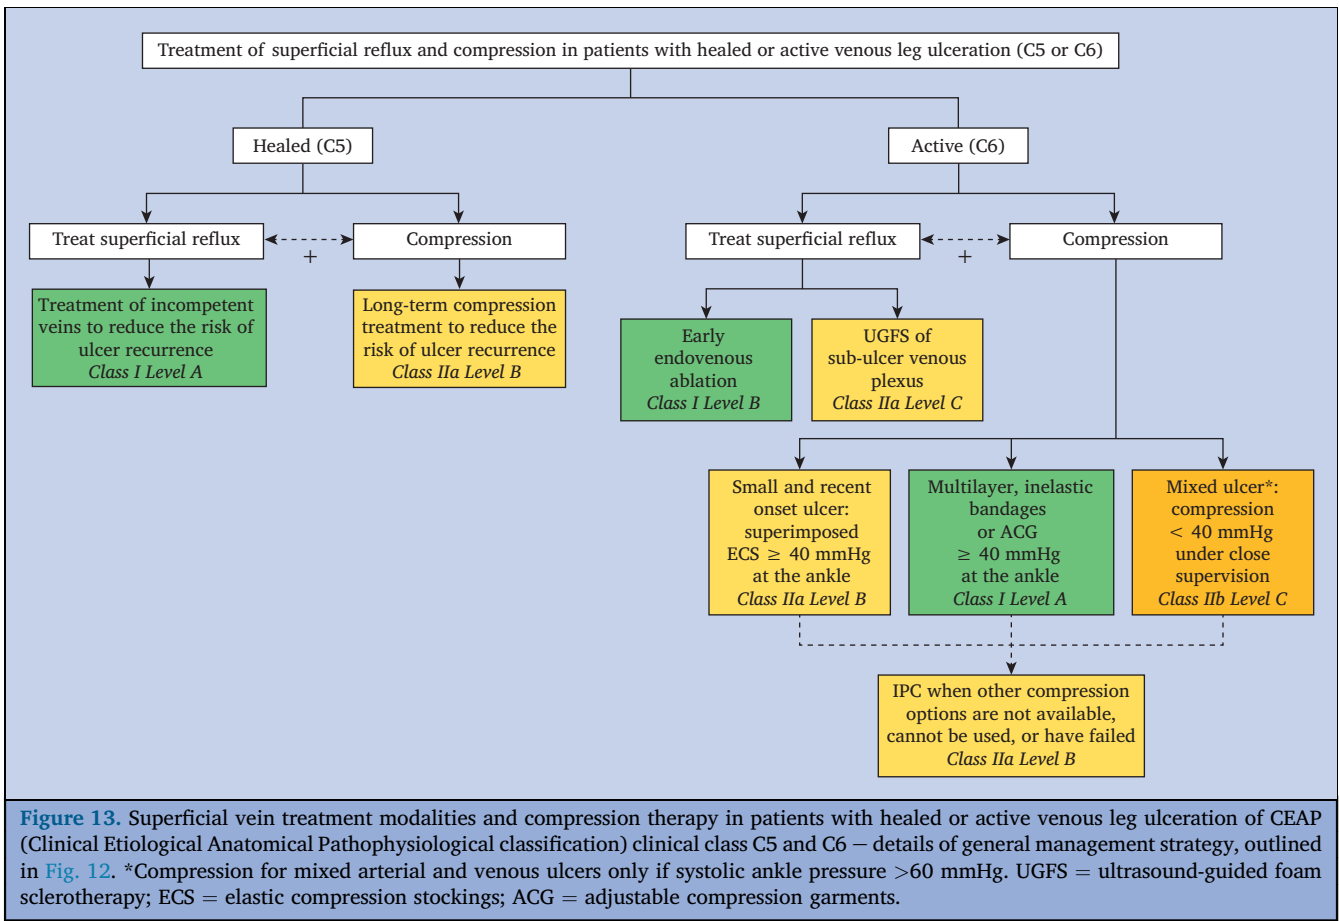 Treatment of superficial reflux and compression in patients with healed or active venous leg ulceration (C5 or C6)
Healed (C5)
Active (C6)
Treat superficial reflux
+
Compression
Treat superficial reflux
+
Compression
Treatment of incompetent
veins to reduce the risk of
ulcer recurrence
Class I Level A
Long-term compression
treatment to reduce the
risk of ulcer recurrence
Class IIa Level B
Early
endovenous
ablation
Class I Level B
UGFS of
sub-ulcer venous
plexus
Class IIa Level C
Small and recent
onset ulcer:
superimposed
ECS ≥ 40 mmHg
at the ankle
Class IIa Level B
Multilayer, inelastic
bandages
or ACG
≥ 40 mmHg
at the ankle
Class I Level A
Mixed ulcer*:
compression
< 40 mmHg
under close
supervision
Class IIb Level C
IPC when other compression
options are not available,
cannot be used, or have failed
Class IIa Level B
Figure 13. Superficial vein treatment modalities and compression therapy in patients with healed or active venous leg ulceration of CEAP
(Clinical Etiological Anatomical Pathophysiological classification) clinical class C5 and C6 — details of general management strategy, outlined
in Fig. 12. *Compression for mixed arterial and venous ulcers only if systolic ankle pressure >60 mmHg. UGFS = ultrasound-guided foam
sclerotherapy; ECS = elastic compression stockings; ACG = adjustable compression garments.